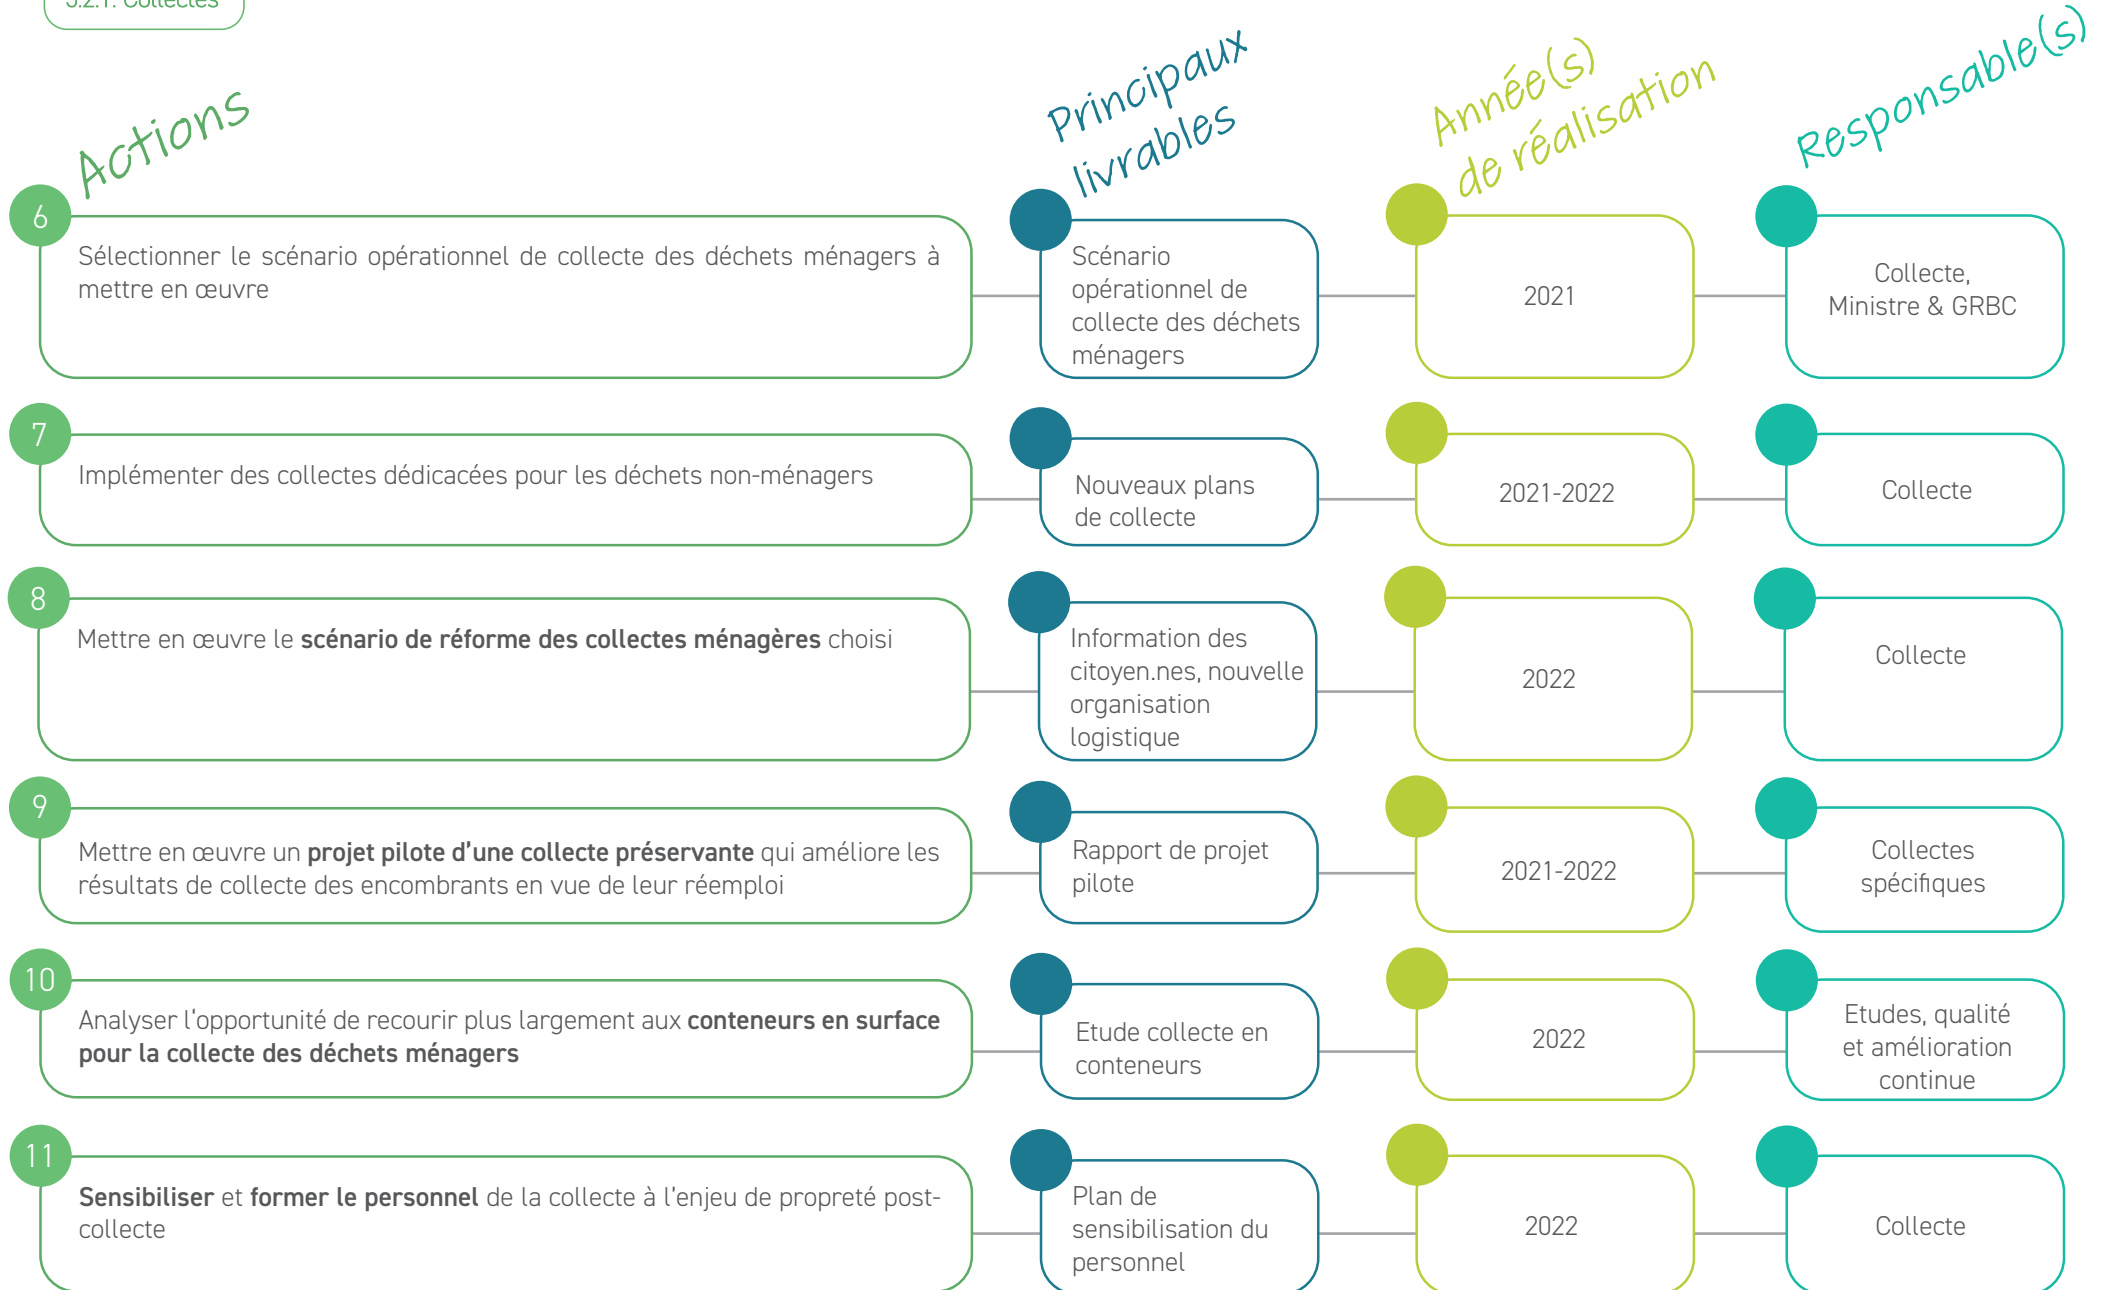 5.2.1. Collectes
Actions
Principaux
livrables
Année(s)
de réalisation
Responsable(s)
6
Sélectionner le scénario opérationnel de collecte des déchets ménagers à
mettre en œuvre
Scénario
opérationnel de
collecte des déchets
ménagers
2021
Collecte,
Ministre & GRBC
7
Implémenter des collectes dédicacées pour les déchets non-ménagers
Nouveaux plans
de collecte
2021-2022
Collecte
8
Mettre en œuvre le scénario de réforme des collectes ménagères choisi
Information des
citoyen.nes, nouvelle
organisation
logistique
2022
Collecte
9
Mettre en œuvre un projet pilote d’une collecte préservante qui améliore les
résultats de collecte des encombrants en vue de leur réemploi
Rapport de projet
pilote
2021-2022
Collectes
spécifiques
10
Analyser l‘opportunité de recourir plus largement aux conteneurs en surface
pour la collecte des déchets ménagers
Etude collecte en
conteneurs
2022
Etudes, qualité
et amélioration
continue
11
Sensibiliser et former le personnel de la collecte à l'enjeu de propreté post-
collecte
Plan de
sensibilisation du
personnel
2022
Collecte